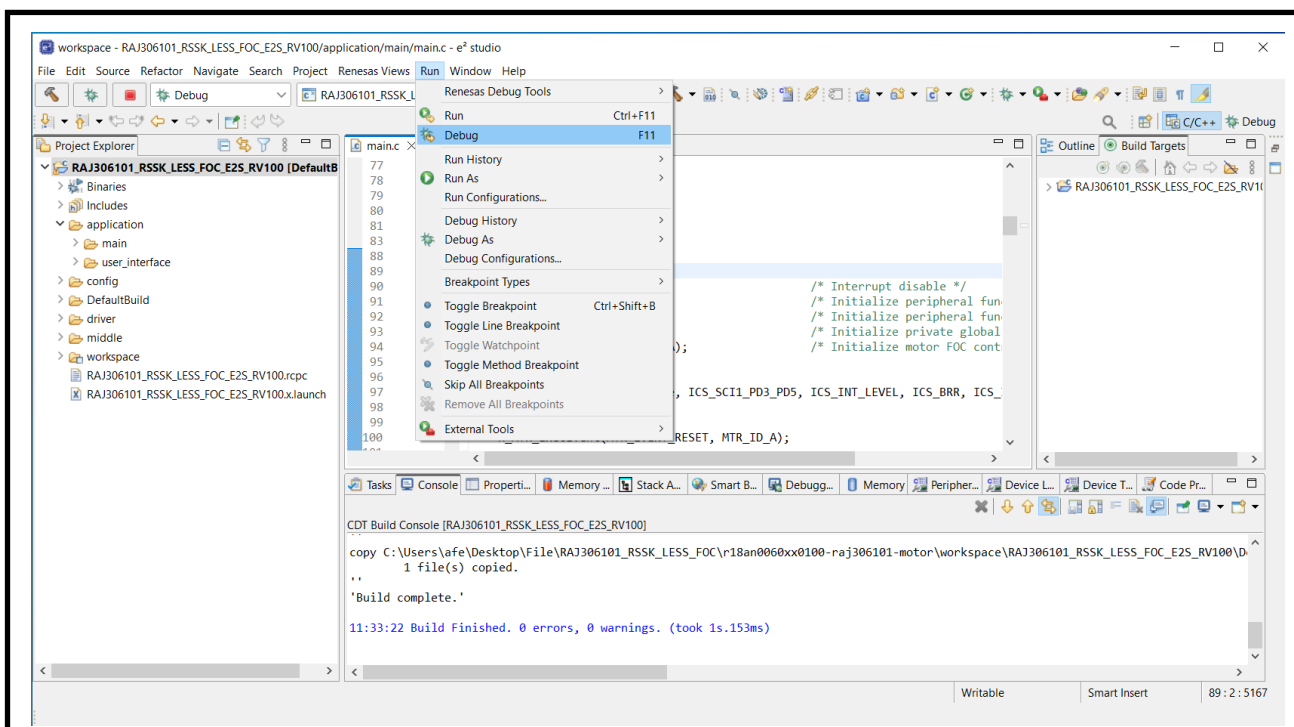 workspace - RAJ306101_RSSK_LESS_FOC_E2S_RV100/application/main/main.c - e² studio
File Edit Source Refactor Navigate Search Project Renesas Views Run Window Help
Debug
RAJ306101_RSSK_L
C/C++ Debug
Project Explorer
RAJ306101_RSSK_LESS_FOC_E2S_RV100 [DefaultB
Binaries
Includes
application
main
user_interface
config
DefaultBuild
driver
middle
workspace
RAJ306101_RSSK_LESS_FOC_E2S_RV100.rcpc
RAJ306101_RSSK_LESS_FOC_E2S_RV100.x.launch
Renesas Debug Tools
Run Ctrl+F11
Debug F11
Run History
Run As
Run Configurations...
Debug History
Debug As
Debug Configurations...
Breakpoint Types
Toggle Breakpoint Ctrl+Shift+B
Toggle Line Breakpoint
Toggle Watchpoint
Toggle Method Breakpoint
Skip All Breakpoints
Remove All Breakpoints
External Tools
main.c
77
78
79
80
81
83
88
89
90 /* Interrupt disable */
91 /* Initialize peripheral fun
92 /* Initialize peripheral fun
93 /* Initialize private global
94 ); /* Initialize motor FOC cont
95
96
97 , ICS_SCI1_PD3_PD5, ICS_INT_LEVEL, ICS_BRR, ICS_
98
99
100 RESET, MTR_ID_A);
Outline Build Targets
RAJ306101_RSSK_LESS_FOC_E2S_RV1(
Tasks Console Properti... Memory ... Stack A... Smart B... Debugg... Memory Peripher... Device L... Device T... Code Pr...
CDT Build Console [RAJ306101_RSSK_LESS_FOC_E2S_RV100]
''
copy C:\Users\afe\Desktop\File\RAJ306101_RSSK_LESS_FOC\r18an0060xx0100-raj306101-motor\workspace\RAJ306101_RSSK_LESS_FOC_E2S_RV100\D
1 file(s) copied.
''
'Build complete.'
11:33:22 Build Finished. 0 errors, 0 warnings. (took 1s.153ms)
Writable Smart Insert 89 : 2 : 5167